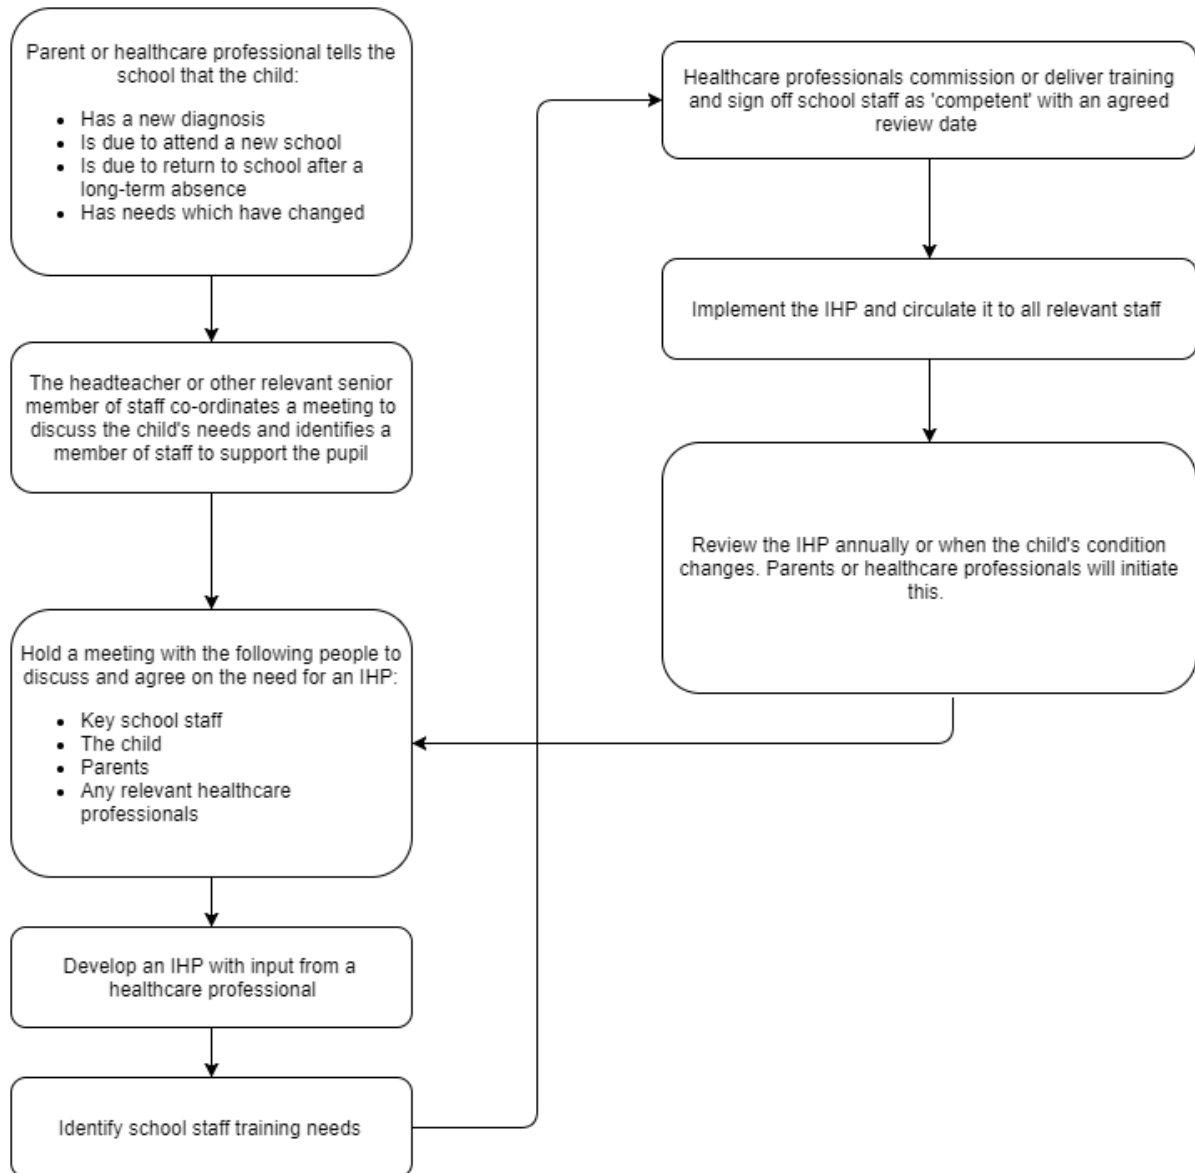 Parent or healthcare professional tells the
school that the child:
• Has a new diagnosis
• Is due to attend a new school
• Is due to return to school after a
long-term absence
• Has needs which have changed
The headteacher or other relevant senior
member of staff co-ordinates a meeting to
discuss the child's needs and identifies a
member of staff to support the pupil
Hold a meeting with the following people to
discuss and agree on the need for an IHP:
• Key school staff
• The child
• Parents
• Any relevant healthcare
professionals
Develop an IHP with input from a
healthcare professional
Identify school staff training needs
Healthcare professionals commission or deliver training
and sign off school staff as 'competent' with an agreed
review date
Implement the IHP and circulate it to all relevant staff
Review the IHP annually or when the child's condition
changes. Parents or healthcare professionals will initiate
this.